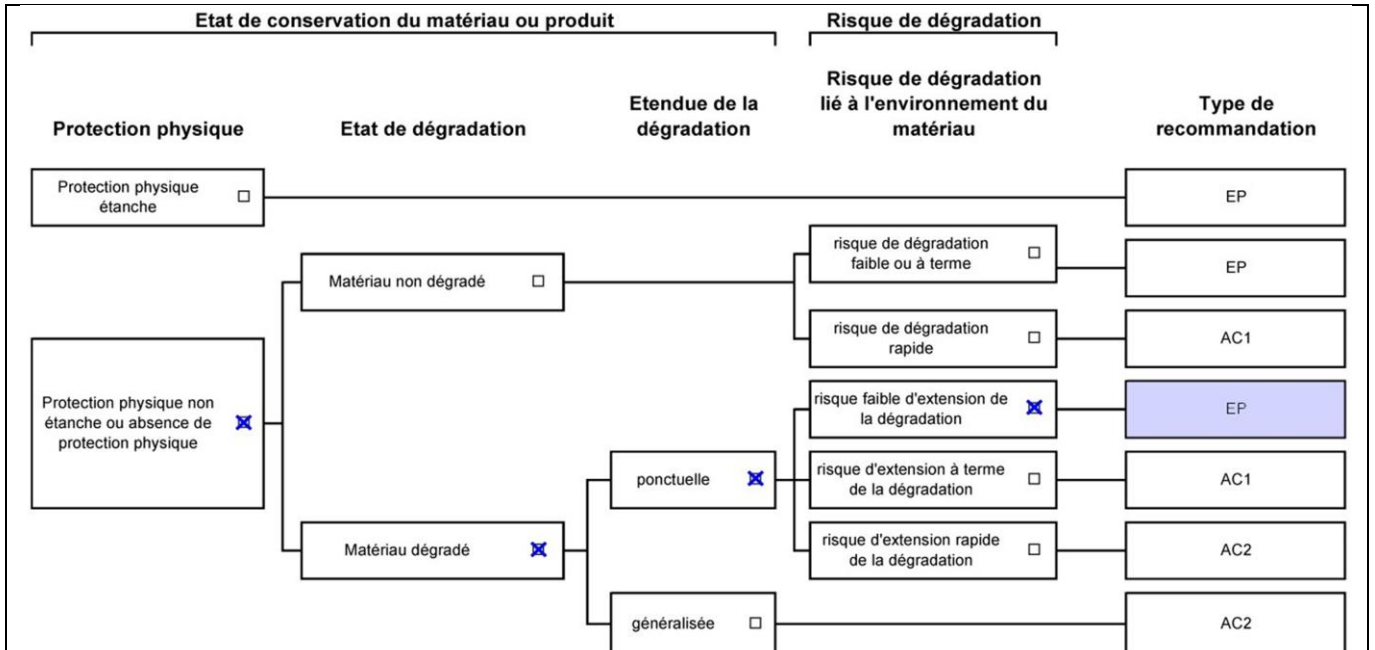 Etat de conservation du matériau ou produit
Risque de dégradation
Protection physique
Etat de dégradation
Etendue de la
dégradation
Risque de dégradation
lié à l'environnement du
matériau
Type de
recommandation
Protection physique
étanche
EP
risque de dégradation
faible ou à terme
EP
Matériau non dégradé
risque de dégradation
rapide
AC1
Protection physique non
étanche ou absence de
protection physique
risque faible d'extension de
la dégradation
EP
ponctuelle
risque d'extension à terme
de la dégradation
AC1
Matériau dégradé
risque d'extension rapide
de la dégradation
AC2
généralisée
AC2